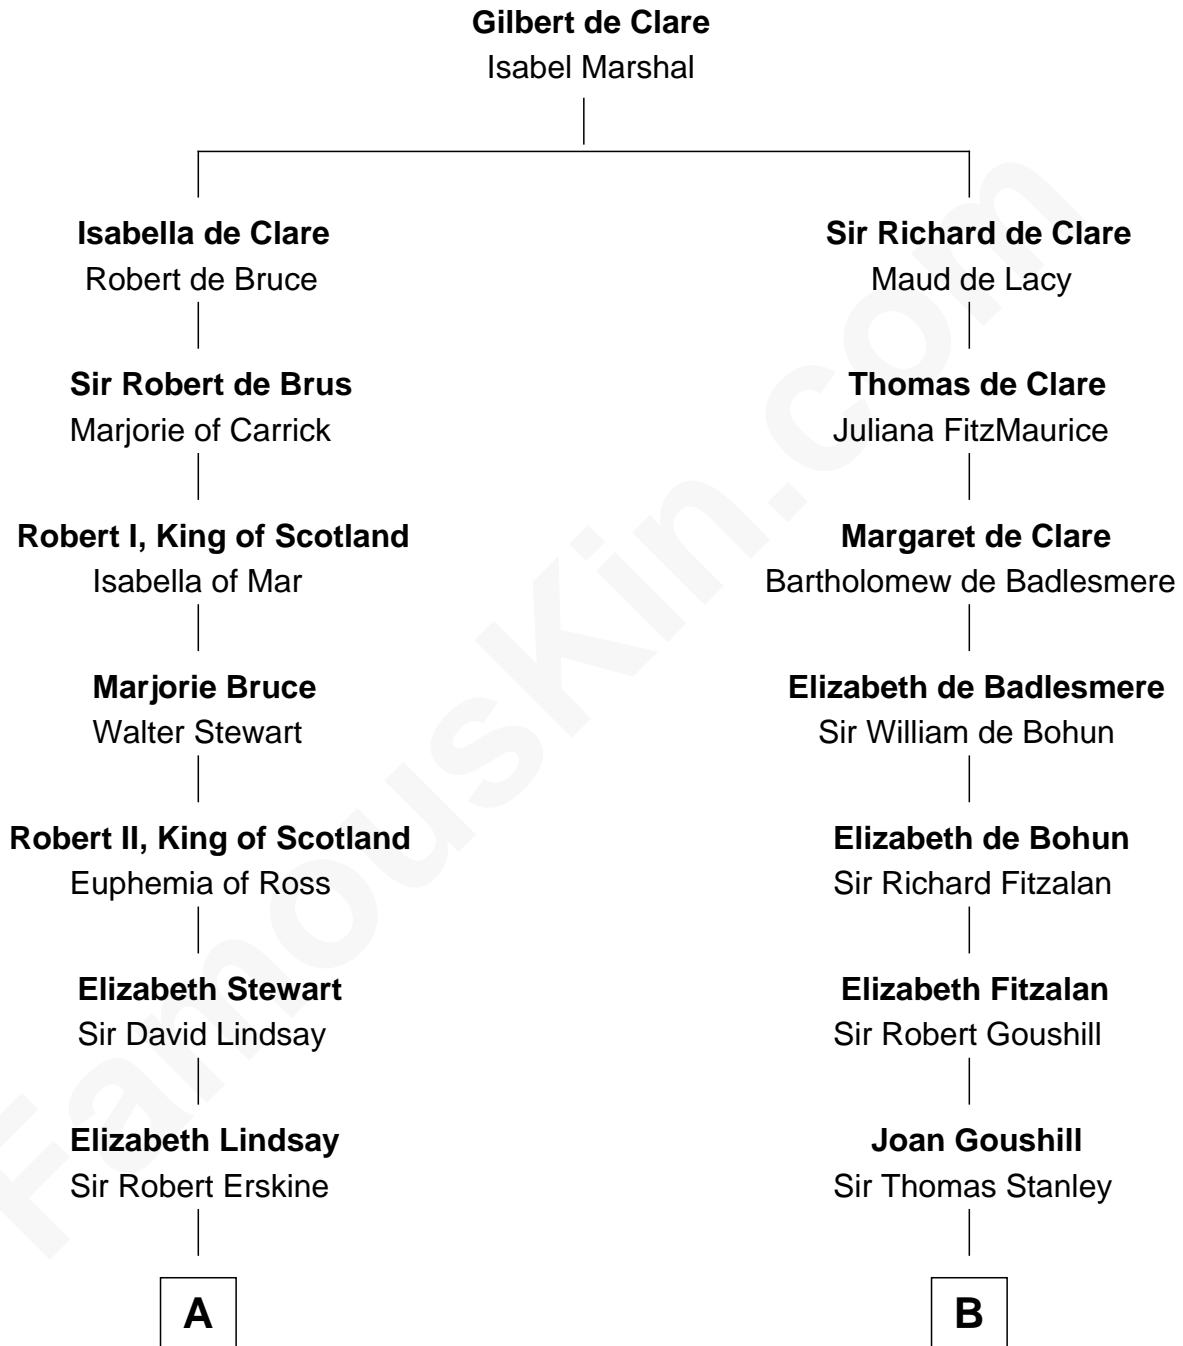 Gilbert de Clare
Isabel Marshal
Isabella de Clare
Robert de Bruce
Sir Richard de Clare
Maud de Lacy
Sir Robert de Brus
Marjorie of Carrick
Thomas de Clare
Juliana FitzMaurice
Robert I, King of Scotland
Isabella of Mar
Margaret de Clare
Bartholomew de Badlesmere
Marjorie Bruce
Walter Stewart
Elizabeth de Badlesmere
Sir William de Bohun
Robert II, King of Scotland
Euphemia of Ross
Elizabeth de Bohun
Sir Richard Fitzalan
Elizabeth Stewart
Sir David Lindsay
Elizabeth Fitzalan
Sir Robert Goushill
Elizabeth Lindsay
Sir Robert Erskine
Joan Goushill
Sir Thomas Stanley
A
B
FamousKin.com